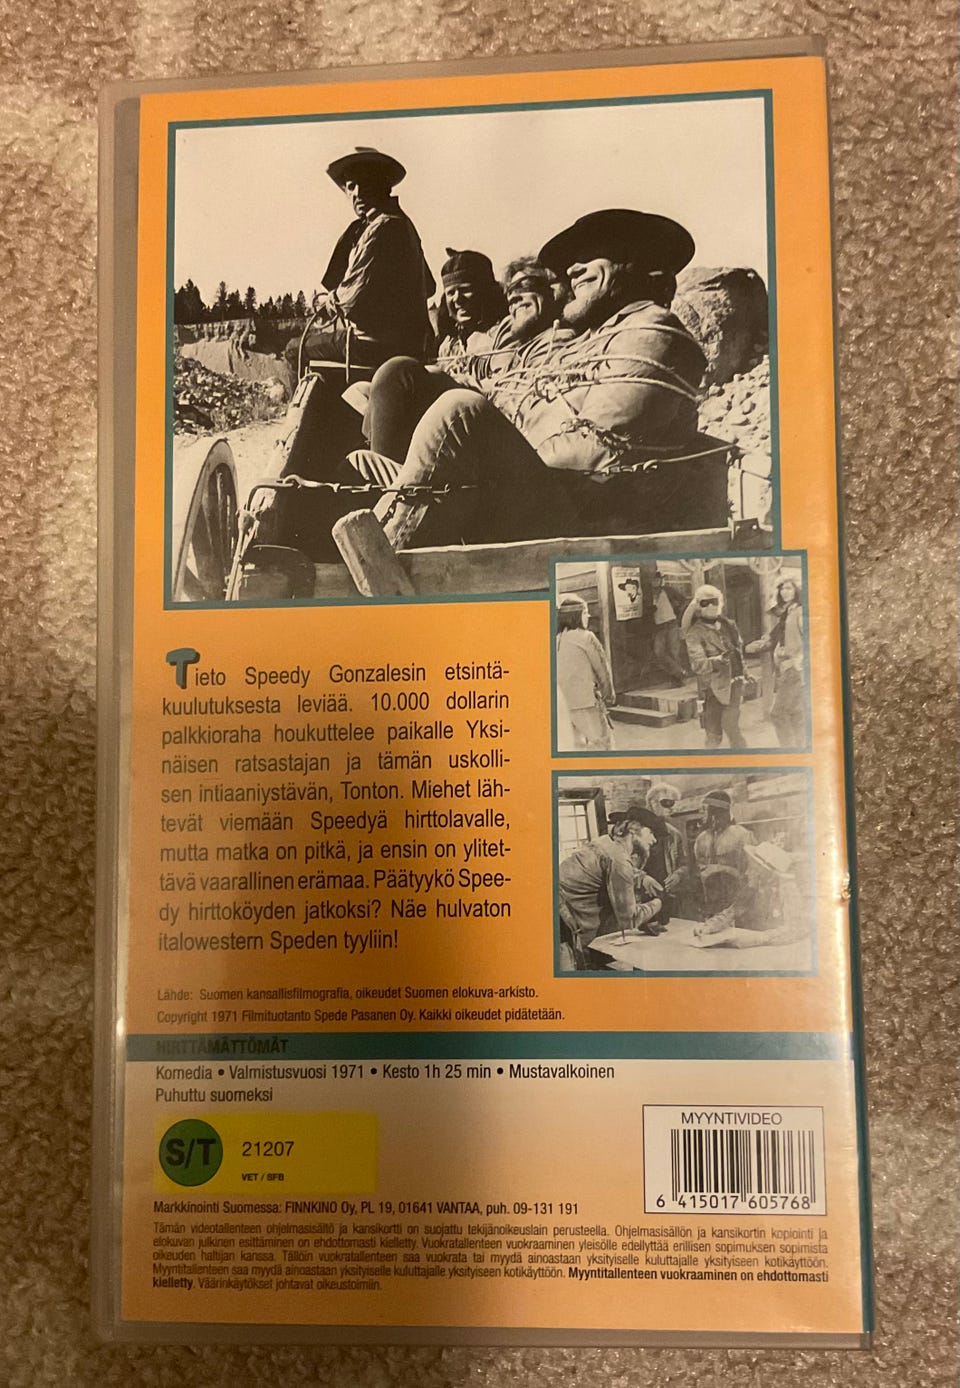 Tieto Speedy Gonzalesin etsintä-
kuulutuksesta leviää. 10.000 dollarin
palkkioraha houkuttelee paikalle Yksi-
näisen ratsastajan ja tämän uskolli-
sen intiaaniystävän, Tonton. Miehet läh-
tevät viemään Speedyä hirttolavalle,
mutta matka on pitkä, ja ensin on ylitet-
tävä vaarallinen erämaa. Päätyykö Spee-
dy hirttoköyden jatkoksi? Näe hulvaton
italowestern Speden tyyliin!
Lähde: Suomen kansallisfilmografia, oikeudet Suomen elokuva-arkisto.
Copyright 1971 Filmituotanto Spede Pasanen Oy. Kaikki oikeudet pidätetään.
HIRTTÄMÄTTÖMÄT
Komedia • Valmistusvuosi 1971 • Kesto 1h 25 min • Mustavalkoinen
Puhuttu suomeksi
S/T 21207
VET / SFB
MYYNTIVIDEO
6 415017 605768
Markkinointi Suomessa: FINNKINO Oy, PL 19, 01641 VANTAA, puh. 09-131 191
Tämän videotallenteen ohjelmasisältö ja kansikortti on suojattu tekijänoikeuslain perusteella. Ohjelmasisällön ja kansikortin kopiointi ja
elokuvan julkinen esittäminen on ehdottomasti kielletty. Vuokratallenteen vuokraaminen yleisölle edellyttää erillisen sopimuksen sopimista
oikeuden haltijan kanssa. Tällöin vuokratallenteen saa vuokrata tai myydä ainoastaan yksityiselle kuluttajalle yksityiseen kotikäyttöön.
Myyntitallenteen saa myydä ainoastaan yksityiselle kuluttajalle yksityiseen kotikäyttöön. Myyntitallenteen vuokraaminen on ehdottomasti
kielletty. Väärinkäytökset johtavat oikeustoimiin.